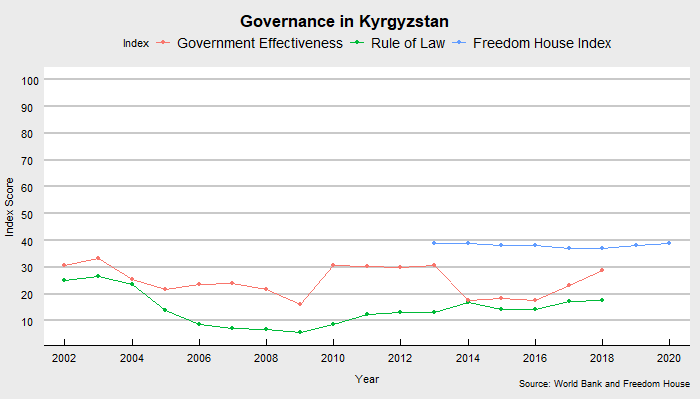 Governance in Kyrgyzstan
Index Government Effectiveness Rule of Law Freedom House Index
100
90
80
70
60
50
40
30
20
10
Index Score
2002 2004 2006 2008 2010 2012 2014 2016 2018 2020
Year
Source: World Bank and Freedom House